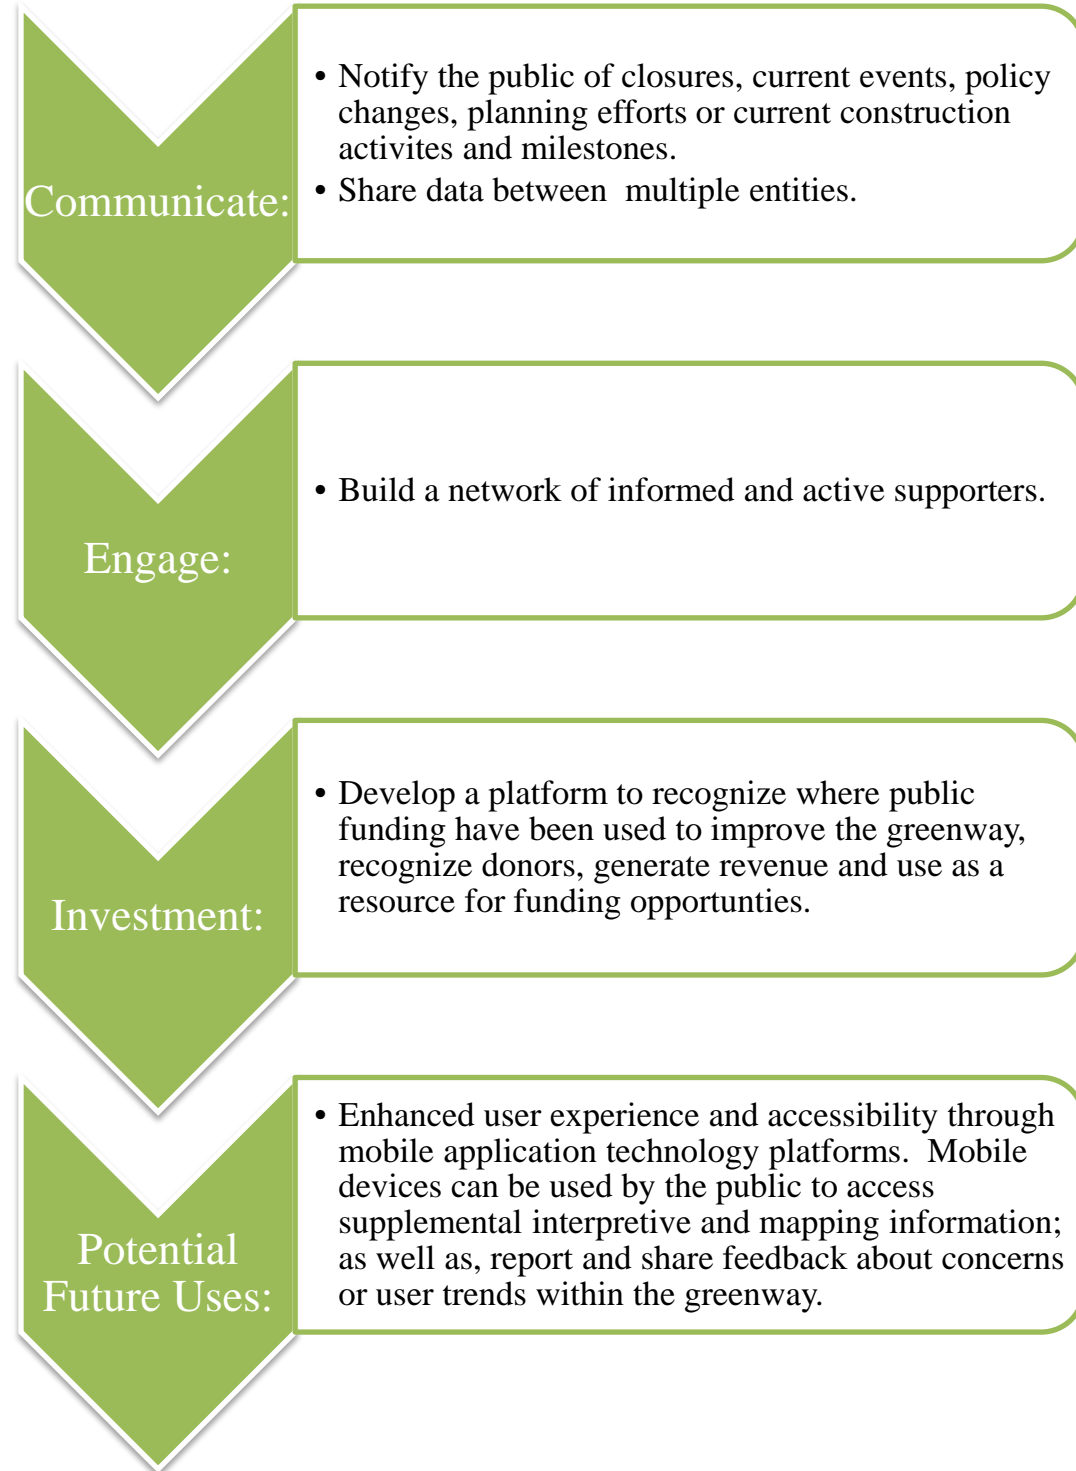 Communicate:
• Notify the public of closures, current events, policy
changes, planning efforts or current construction
activites and milestones.
• Share data between  multiple entities.
Engage:
• Build a network of informed and active supporters.
Investment:
• Develop a platform to recognize where public
funding have been used to improve the greenway,
recognize donors, generate revenue and use as a
resource for funding opportunties.
Potential
Future Uses:
• Enhanced user experience and accessibility through
mobile application technology platforms.  Mobile
devices can be used by the public to access
supplemental interpretive and mapping information;
as well as, report and share feedback about concerns
or user trends within the greenway.